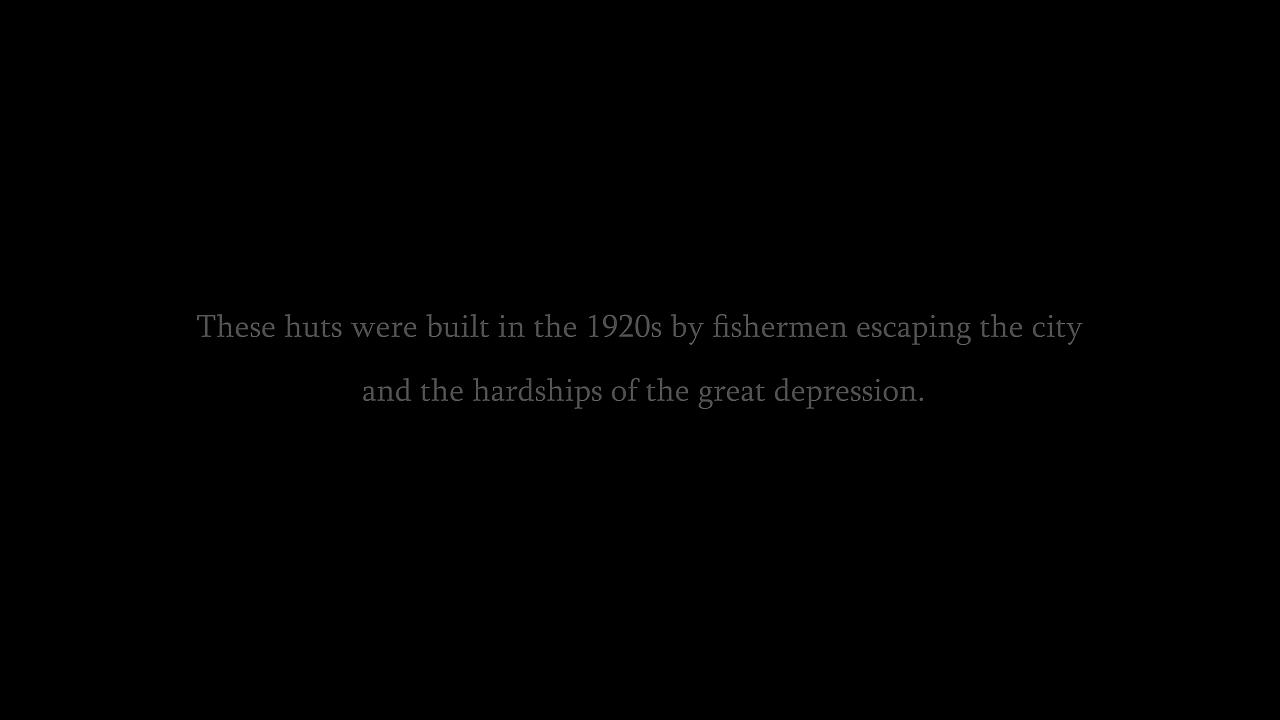 These huts were built in the 1920s by fishermen escaping the city
and the hardships of the great depression.